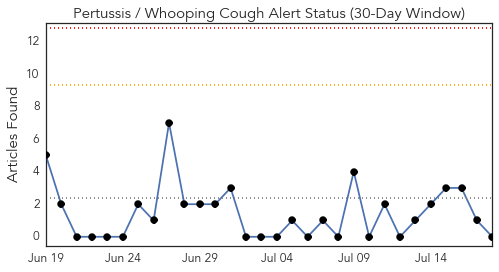 Pertussis / Whooping Cough Alert Status (30-Day Window)
Articles Found
12
10
8
6
4
2
0
Jun 19 Jun 24 Jun 29 Jul 04 Jul 09 Jul 14